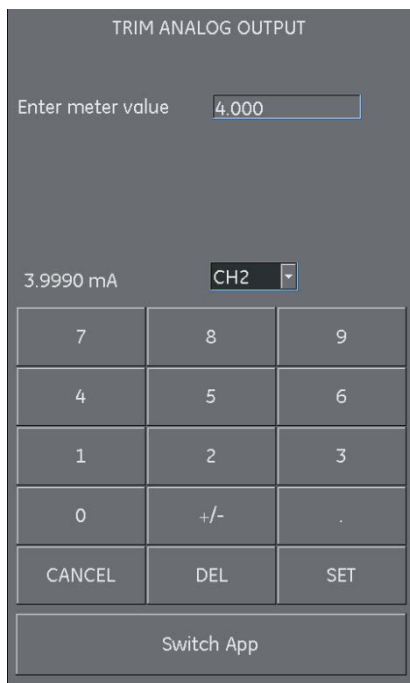 TRIM ANALOG OUTPUT
Enter meter value 4.000
3.9990 mA CH2
7 8 9
4 5 6
1 2 3
0 +/- .
CANCEL DEL SET
Switch App